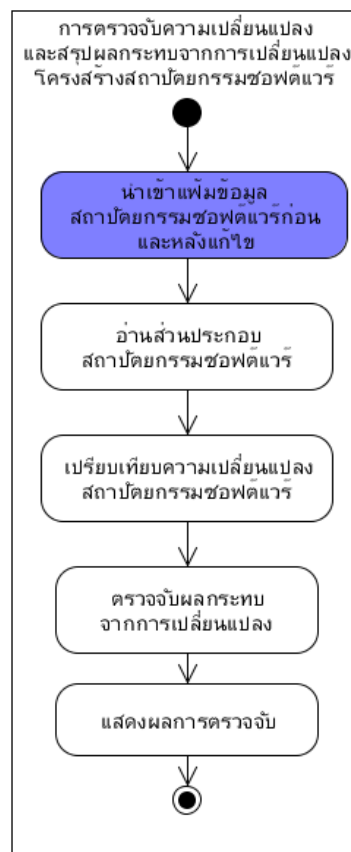 การตรวจจับความเปลี่ยนแปลง
และสรุปผลกระทบจากการเปลี่ยนแปลง
โครงสร้างสถาปัตยกรรมซอฟต์แวร์
นำเข้าแฟ้มข้อมูล
สถาปัตยกรรมซอฟต์แวร์ก่อน
และหลังแก้ไข
อ่านส่วนประกอบ
สถาปัตยกรรมซอฟต์แวร์
เปรียบเทียบความเปลี่ยนแปลง
สถาปัตยกรรมซอฟต์แวร์
ตรวจจับผลกระทบ
จากการเปลี่ยนแปลง
แสดงผลการตรวจจับ